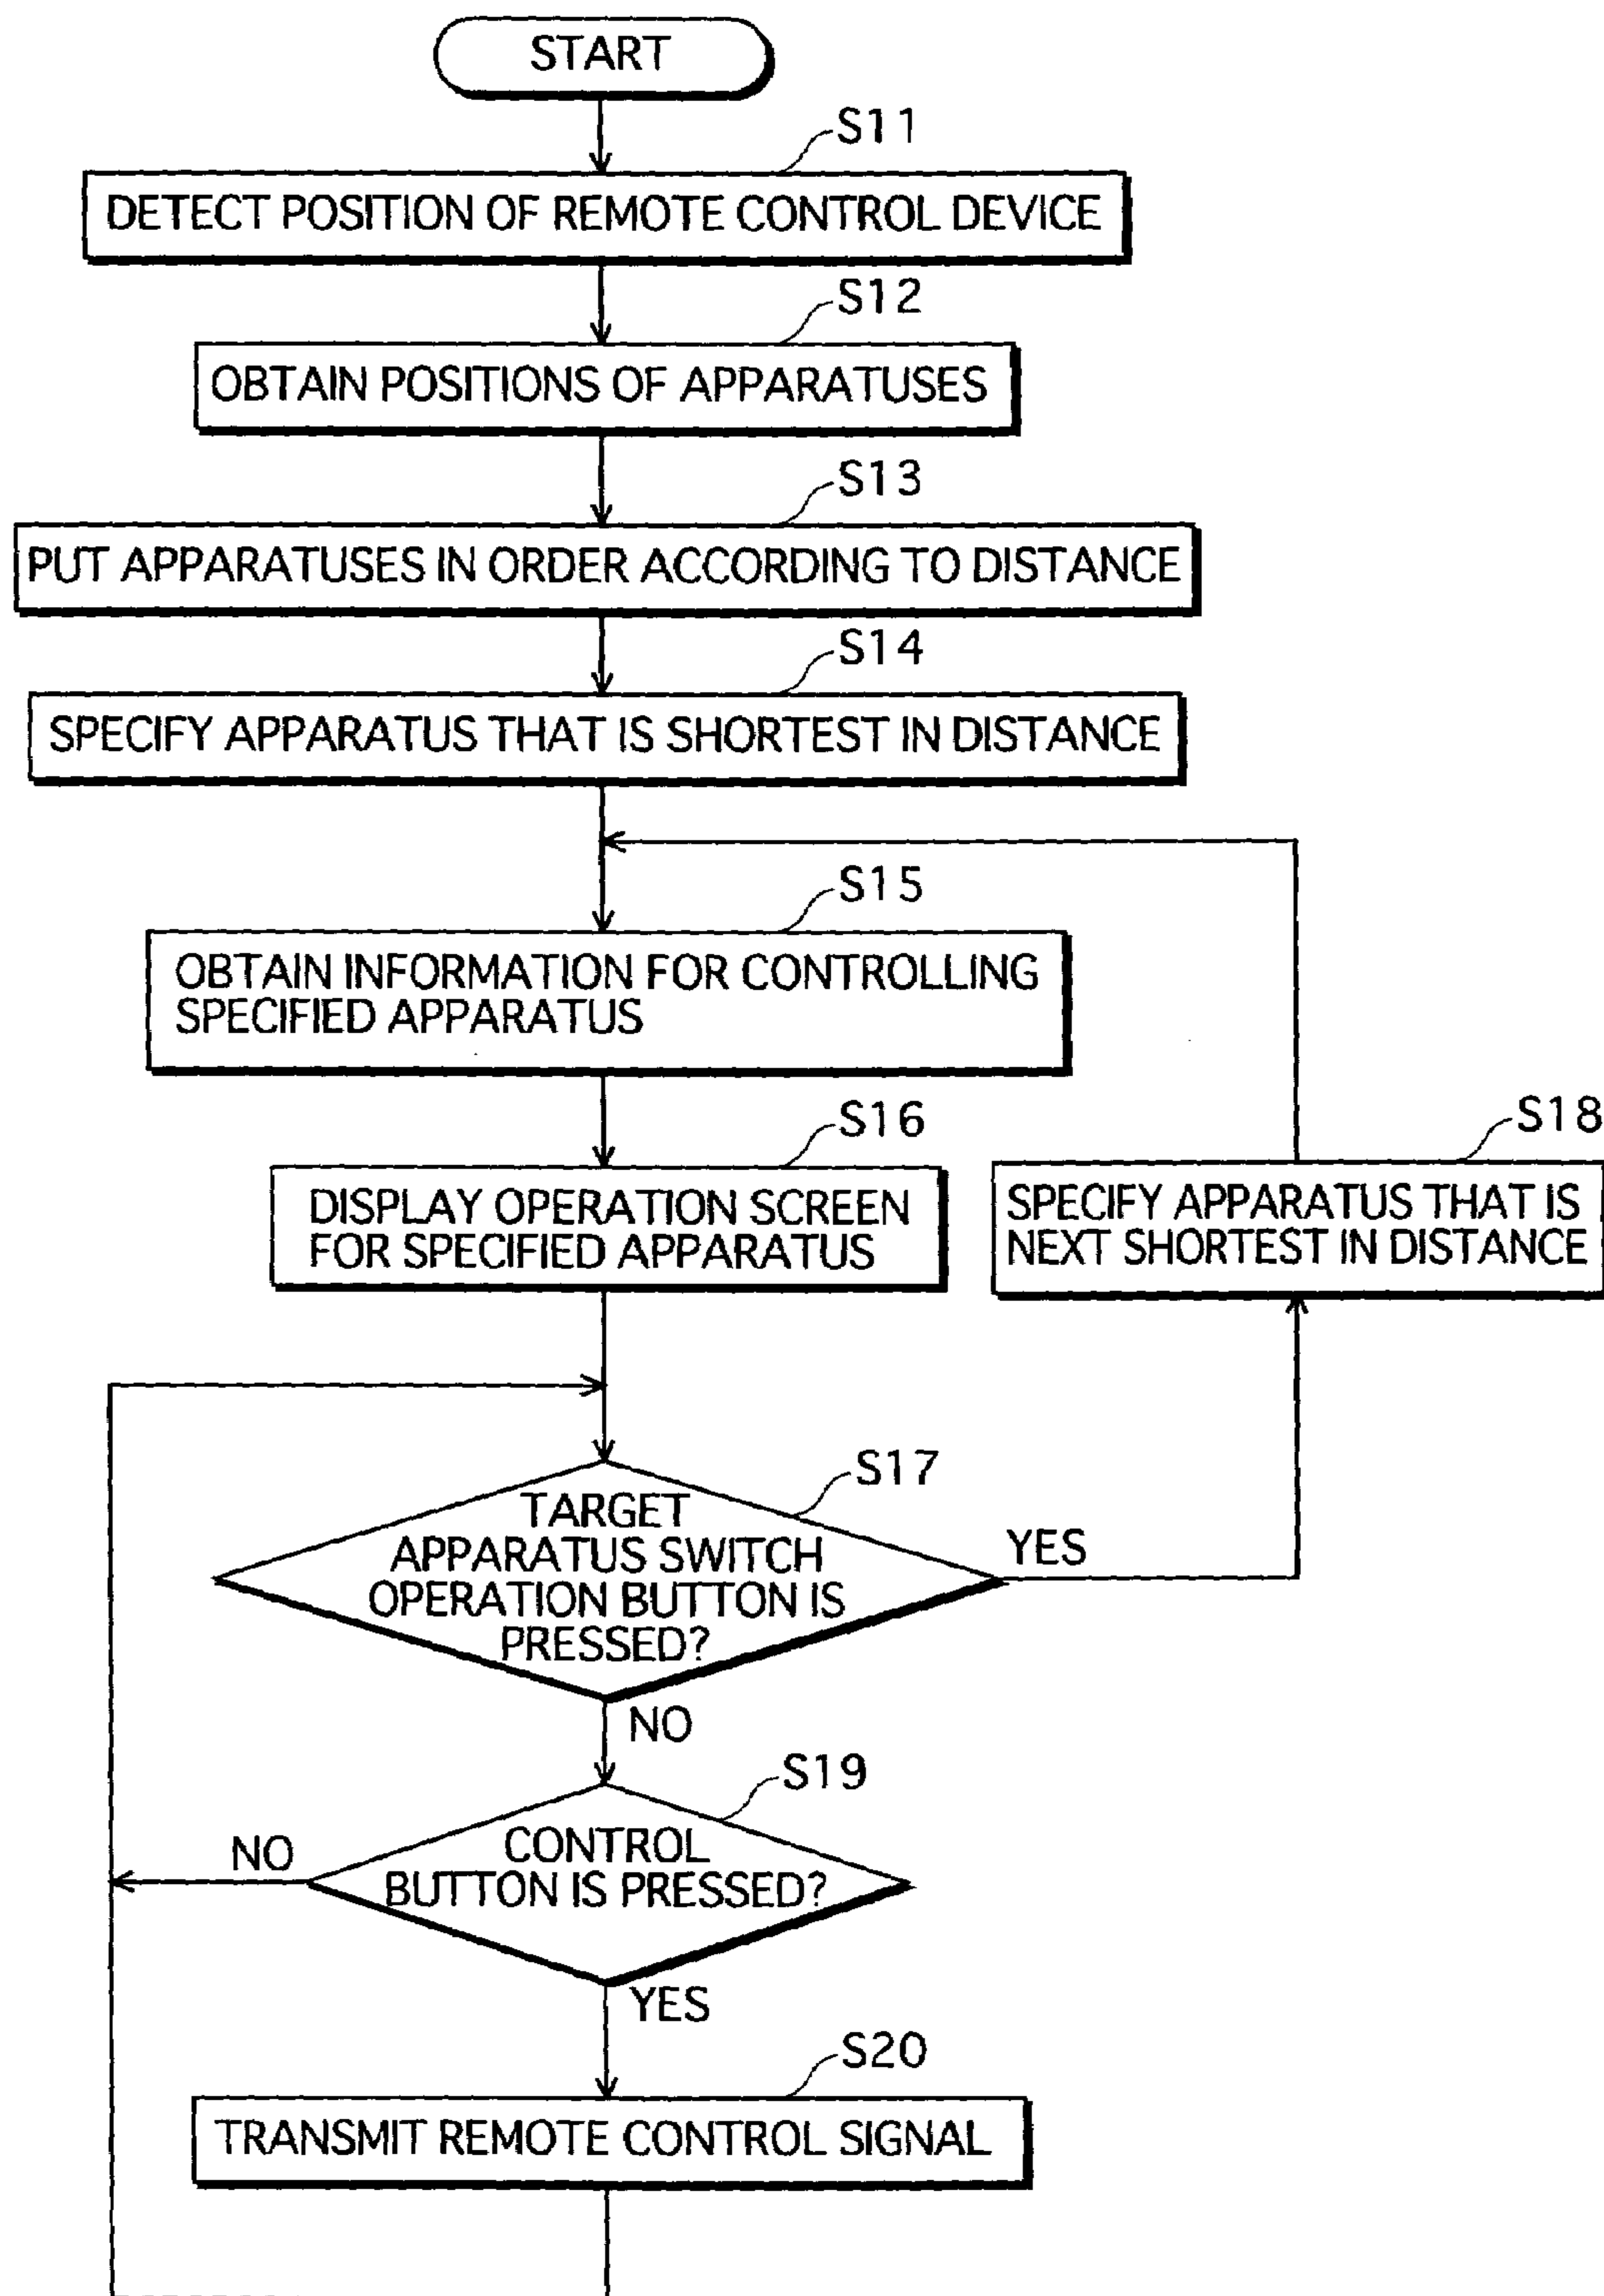 START
S11
DETECT POSITION OF REMOTE CONTROL DEVICE
S12
OBTAIN POSITIONS OF APPARATUSES
S13
PUT APPARATUSES IN ORDER ACCORDING TO DISTANCE
S14
SPECIFY APPARATUS THAT IS SHORTEST IN DISTANCE
S15
OBTAIN INFORMATION FOR CONTROLLING
SPECIFIED APPARATUS
S16
DISPLAY OPERATION SCREEN
FOR SPECIFIED APPARATUS
S18
SPECIFY APPARATUS THAT IS
NEXT SHORTEST IN DISTANCE
S17
TARGET
APPARATUS SWITCH
OPERATION BUTTON IS
PRESSED?
YES
NO
S19
CONTROL
BUTTON IS PRESSED?
NO
YES
S20
TRANSMIT REMOTE CONTROL SIGNAL